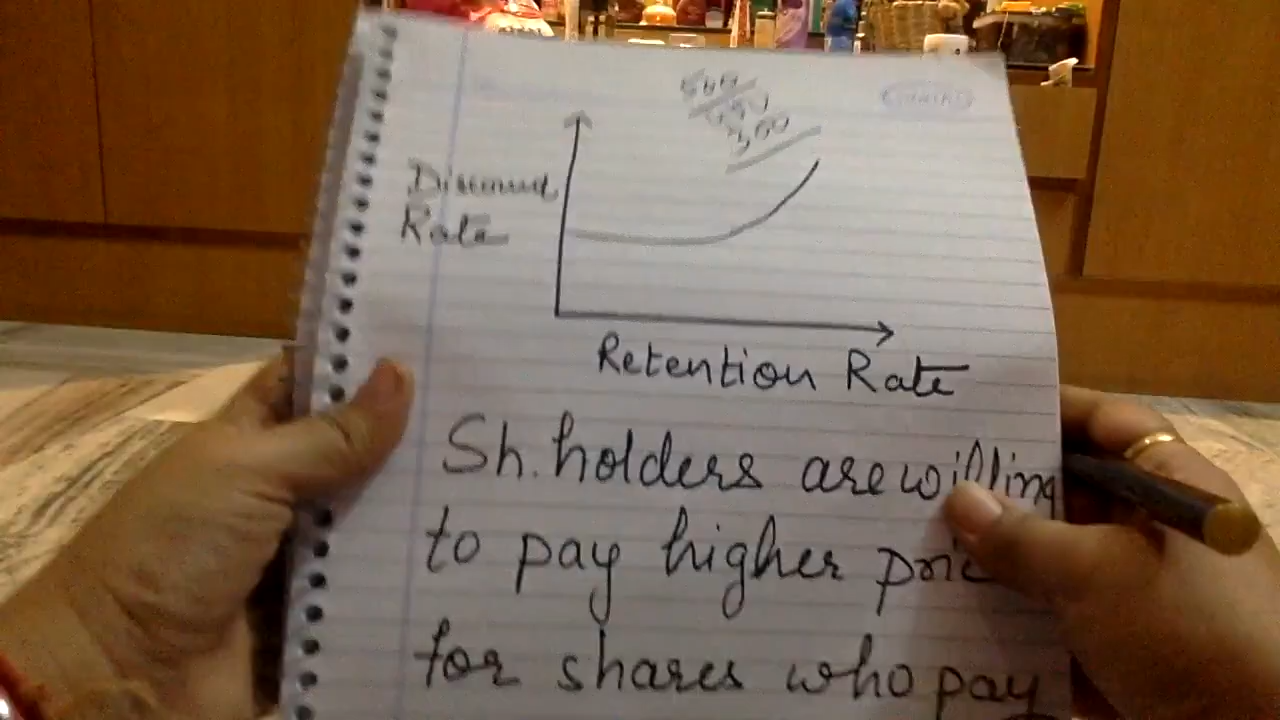 Discount
Rate
Retention Rate
Sh. holders are willing
to pay higher
for shares who pay